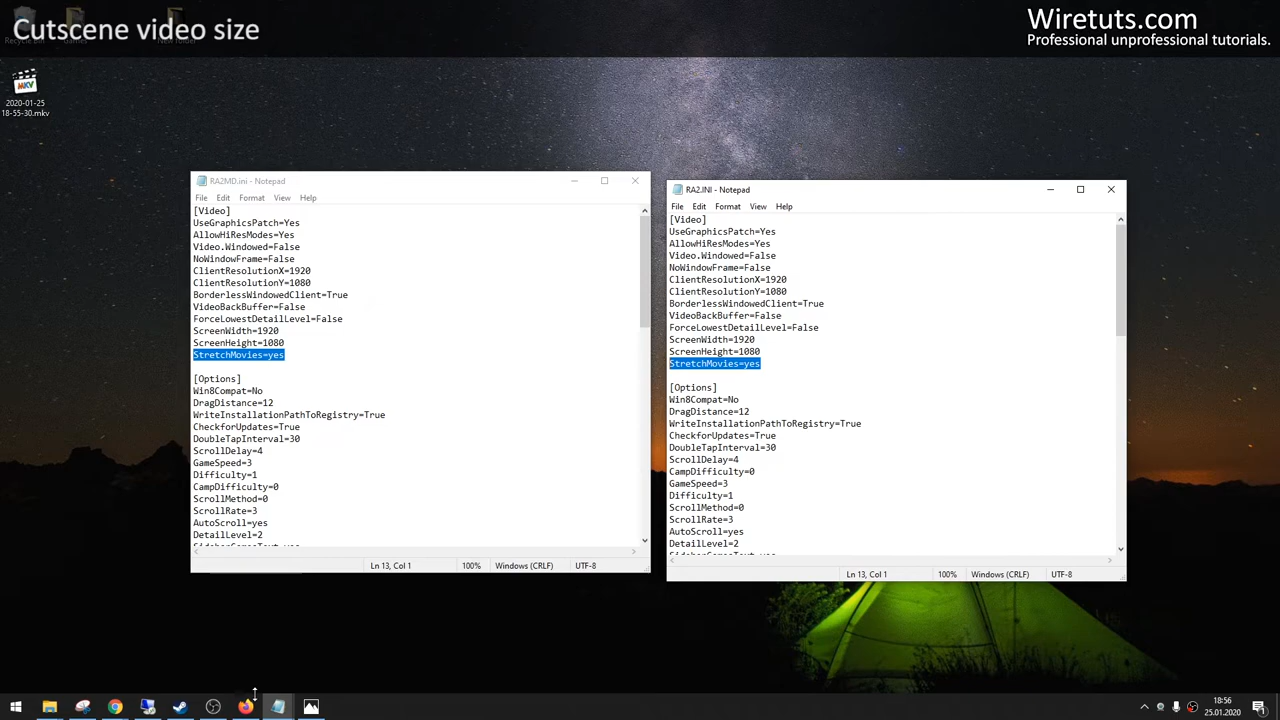 Cutscene video size
Wiretuts.com
Professional unprofessional tutorials.
MKV
2020-01-25
18-55-30.mkv
RA2MD.ini - Notepad
File Edit Format View Help
[Video]
UseGraphicsPatch=Yes
AllowHiResModes=Yes
Video.Windowed=False
NoWindowFrame=False
ClientResolutionX=1920
ClientResolutionY=1080
BorderlessWindowedClient=True
VideoBackBuffer=False
ForceLowestDetailLevel=False
ScreenWidth=1920
ScreenHeight=1080
StretchMovies=yes
[Options]
Win8Compat=No
DragDistance=12
WriteInstallationPathToRegistry=True
CheckforUpdates=True
DoubleTapInterval=30
ScrollDelay=4
GameSpeed=3
Difficulty=1
CampDifficulty=0
ScrollMethod=0
ScrollRate=3
AutoScroll=yes
DetailLevel=2
Ln 13, Col 1 100% Windows (CRLF) UTF-8
RA2.INI - Notepad
File Edit Format View Help
[Video]
UseGraphicsPatch=Yes
AllowHiResModes=Yes
Video.Windowed=False
NoWindowFrame=False
ClientResolutionX=1920
ClientResolutionY=1080
BorderlessWindowedClient=True
VideoBackBuffer=False
ForceLowestDetailLevel=False
ScreenWidth=1920
ScreenHeight=1080
StretchMovies=yes
[Options]
Win8Compat=No
DragDistance=12
WriteInstallationPathToRegistry=True
CheckforUpdates=True
DoubleTapInterval=30
ScrollDelay=4
CampDifficulty=0
GameSpeed=3
Difficulty=1
ScrollMethod=0
ScrollRate=3
AutoScroll=yes
DetailLevel=2
Ln 13, Col 1 100% Windows (CRLF) UTF-8
18:56
25.01.2020